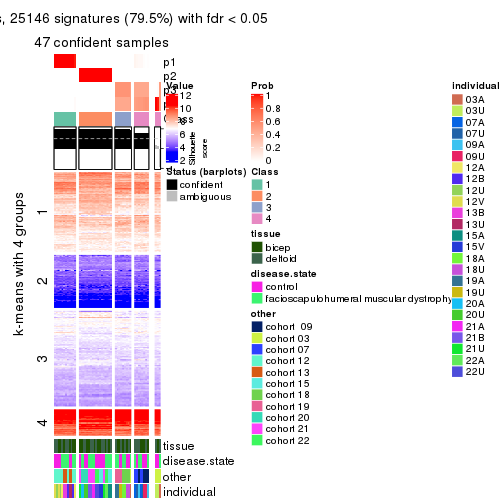 s, 25146 signatures (79.5%) with fdr < 0.05
47 confident samples
p1
p2
p3
Value
12
10
8
6
4
2
Silhouette
score
Prob
1
0.8
0.6
0.4
0.2
0
Status (barplots)
confident
ambiguous
Class
1
2
3
4
tissue
bicep
deltoid
disease.state
control
facioscapulohumeral muscular dystrophy
other
cohort 09
cohort 03
cohort 07
cohort 12
cohort 13
cohort 15
cohort 18
cohort 19
cohort 20
cohort 21
cohort 22
individual
03A
03U
07A
07U
09A
09U
12A
12B
12U
12V
13B
13U
15A
15V
18A
18U
19A
19U
20A
20U
21A
21B
21U
22A
22U
k-means with 4 groups
1
2
3
4
tissue
disease.state
other
individual